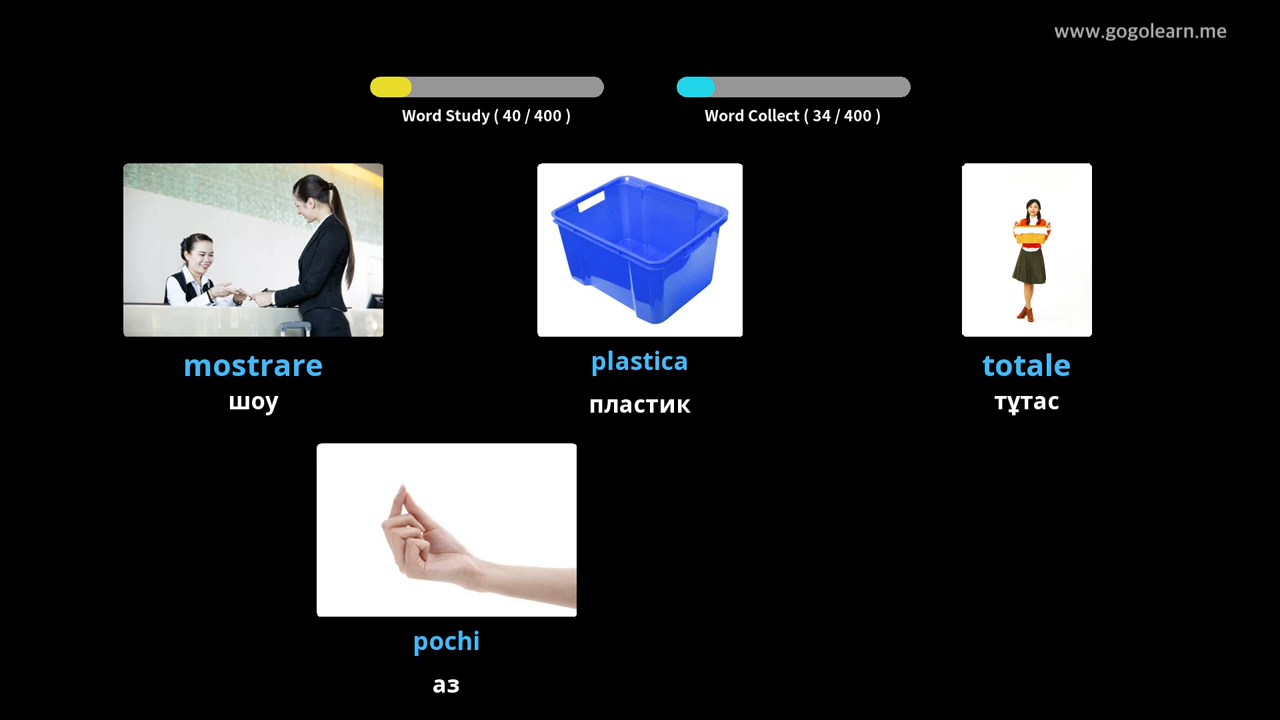 www.gogolearn.me
Word Study ( 40 / 400 )
Word Collect ( 34 / 400 )
mostrare
шоу
plastica
пластик
totale
тұтас
pochi
аз